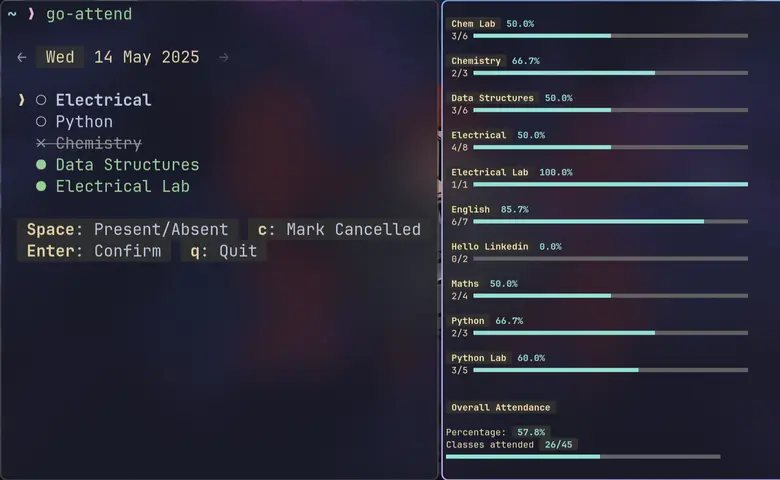 ~ ❱ go-attend
← Wed 14 May 2025 →
❱ ○ Electrical
○ Python
× Chemistry
● Data Structures
● Electrical Lab
Space: Present/Absent c: Mark Cancelled
Enter: Confirm q: Quit
Chem Lab 50.0%
3/6
Chemistry 66.7%
2/3
Data Structures 50.0%
3/6
Electrical 50.0%
4/8
Electrical Lab 100.0%
1/1
English 85.7%
6/7
Hello Linkedin 0.0%
0/2
Maths 50.0%
2/4
Python 66.7%
2/3
Python Lab 60.0%
3/5
Overall Attendance
Percentage: 57.8%
Classes attended 26/45